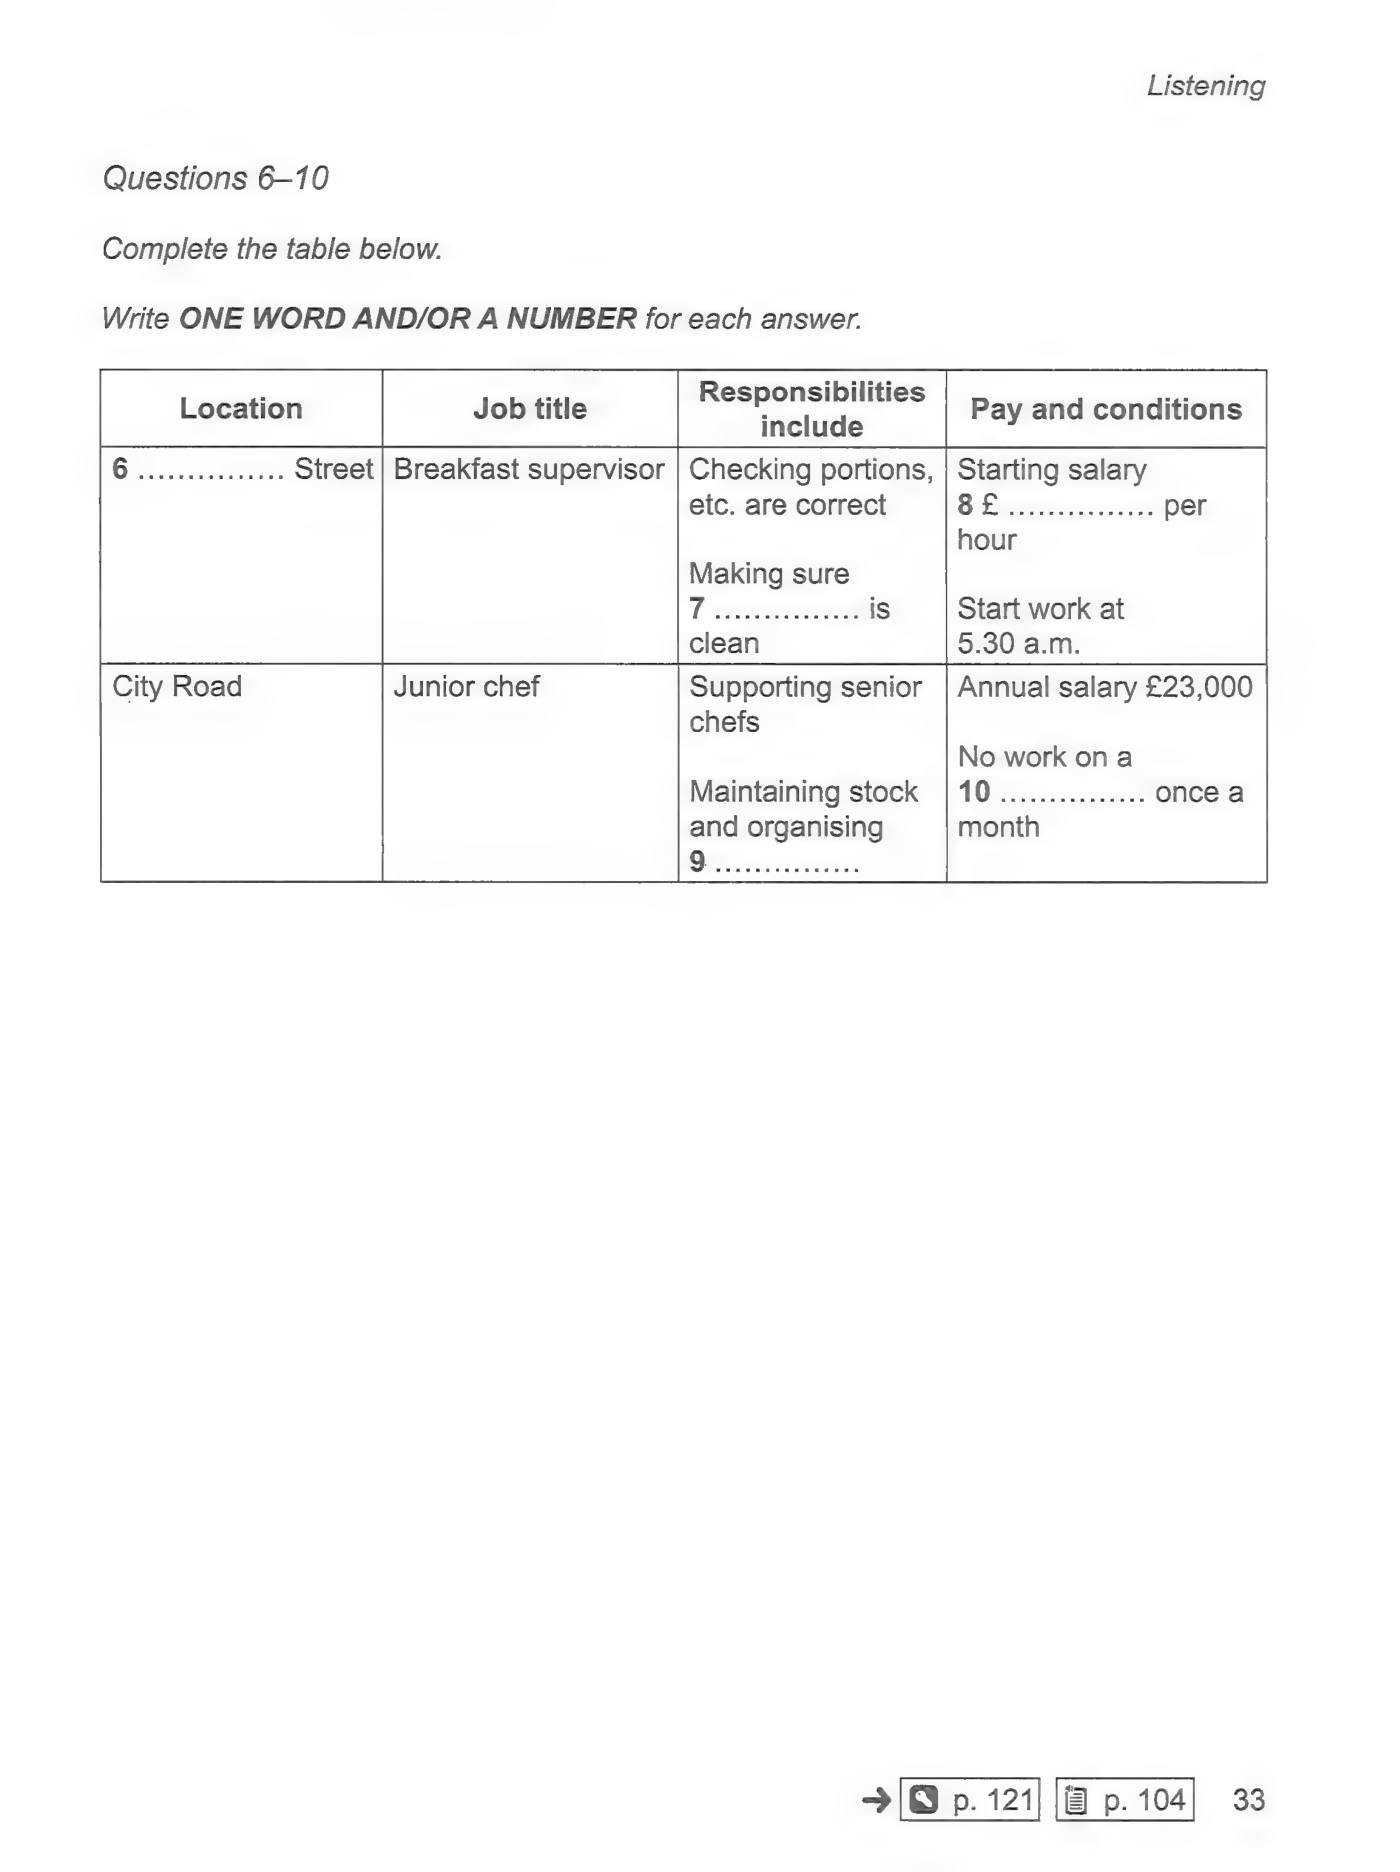 Listening
Questions 6–10
Complete the table below.
Write ONE WORD AND/OR A NUMBER for each answer.
Location
Job title
Responsibilities
include
Pay and conditions
6 ............... Street
Breakfast supervisor
Checking portions,
etc. are correct
Making sure
7 ............... is
clean
Starting salary
8 £ ............... per
hour
Start work at
5.30 a.m.
City Road
Junior chef
Supporting senior
chefs
Maintaining stock
and organising
9 ...............
Annual salary £23,000
No work on a
10 ............... once a
month
p. 121
p. 104
33